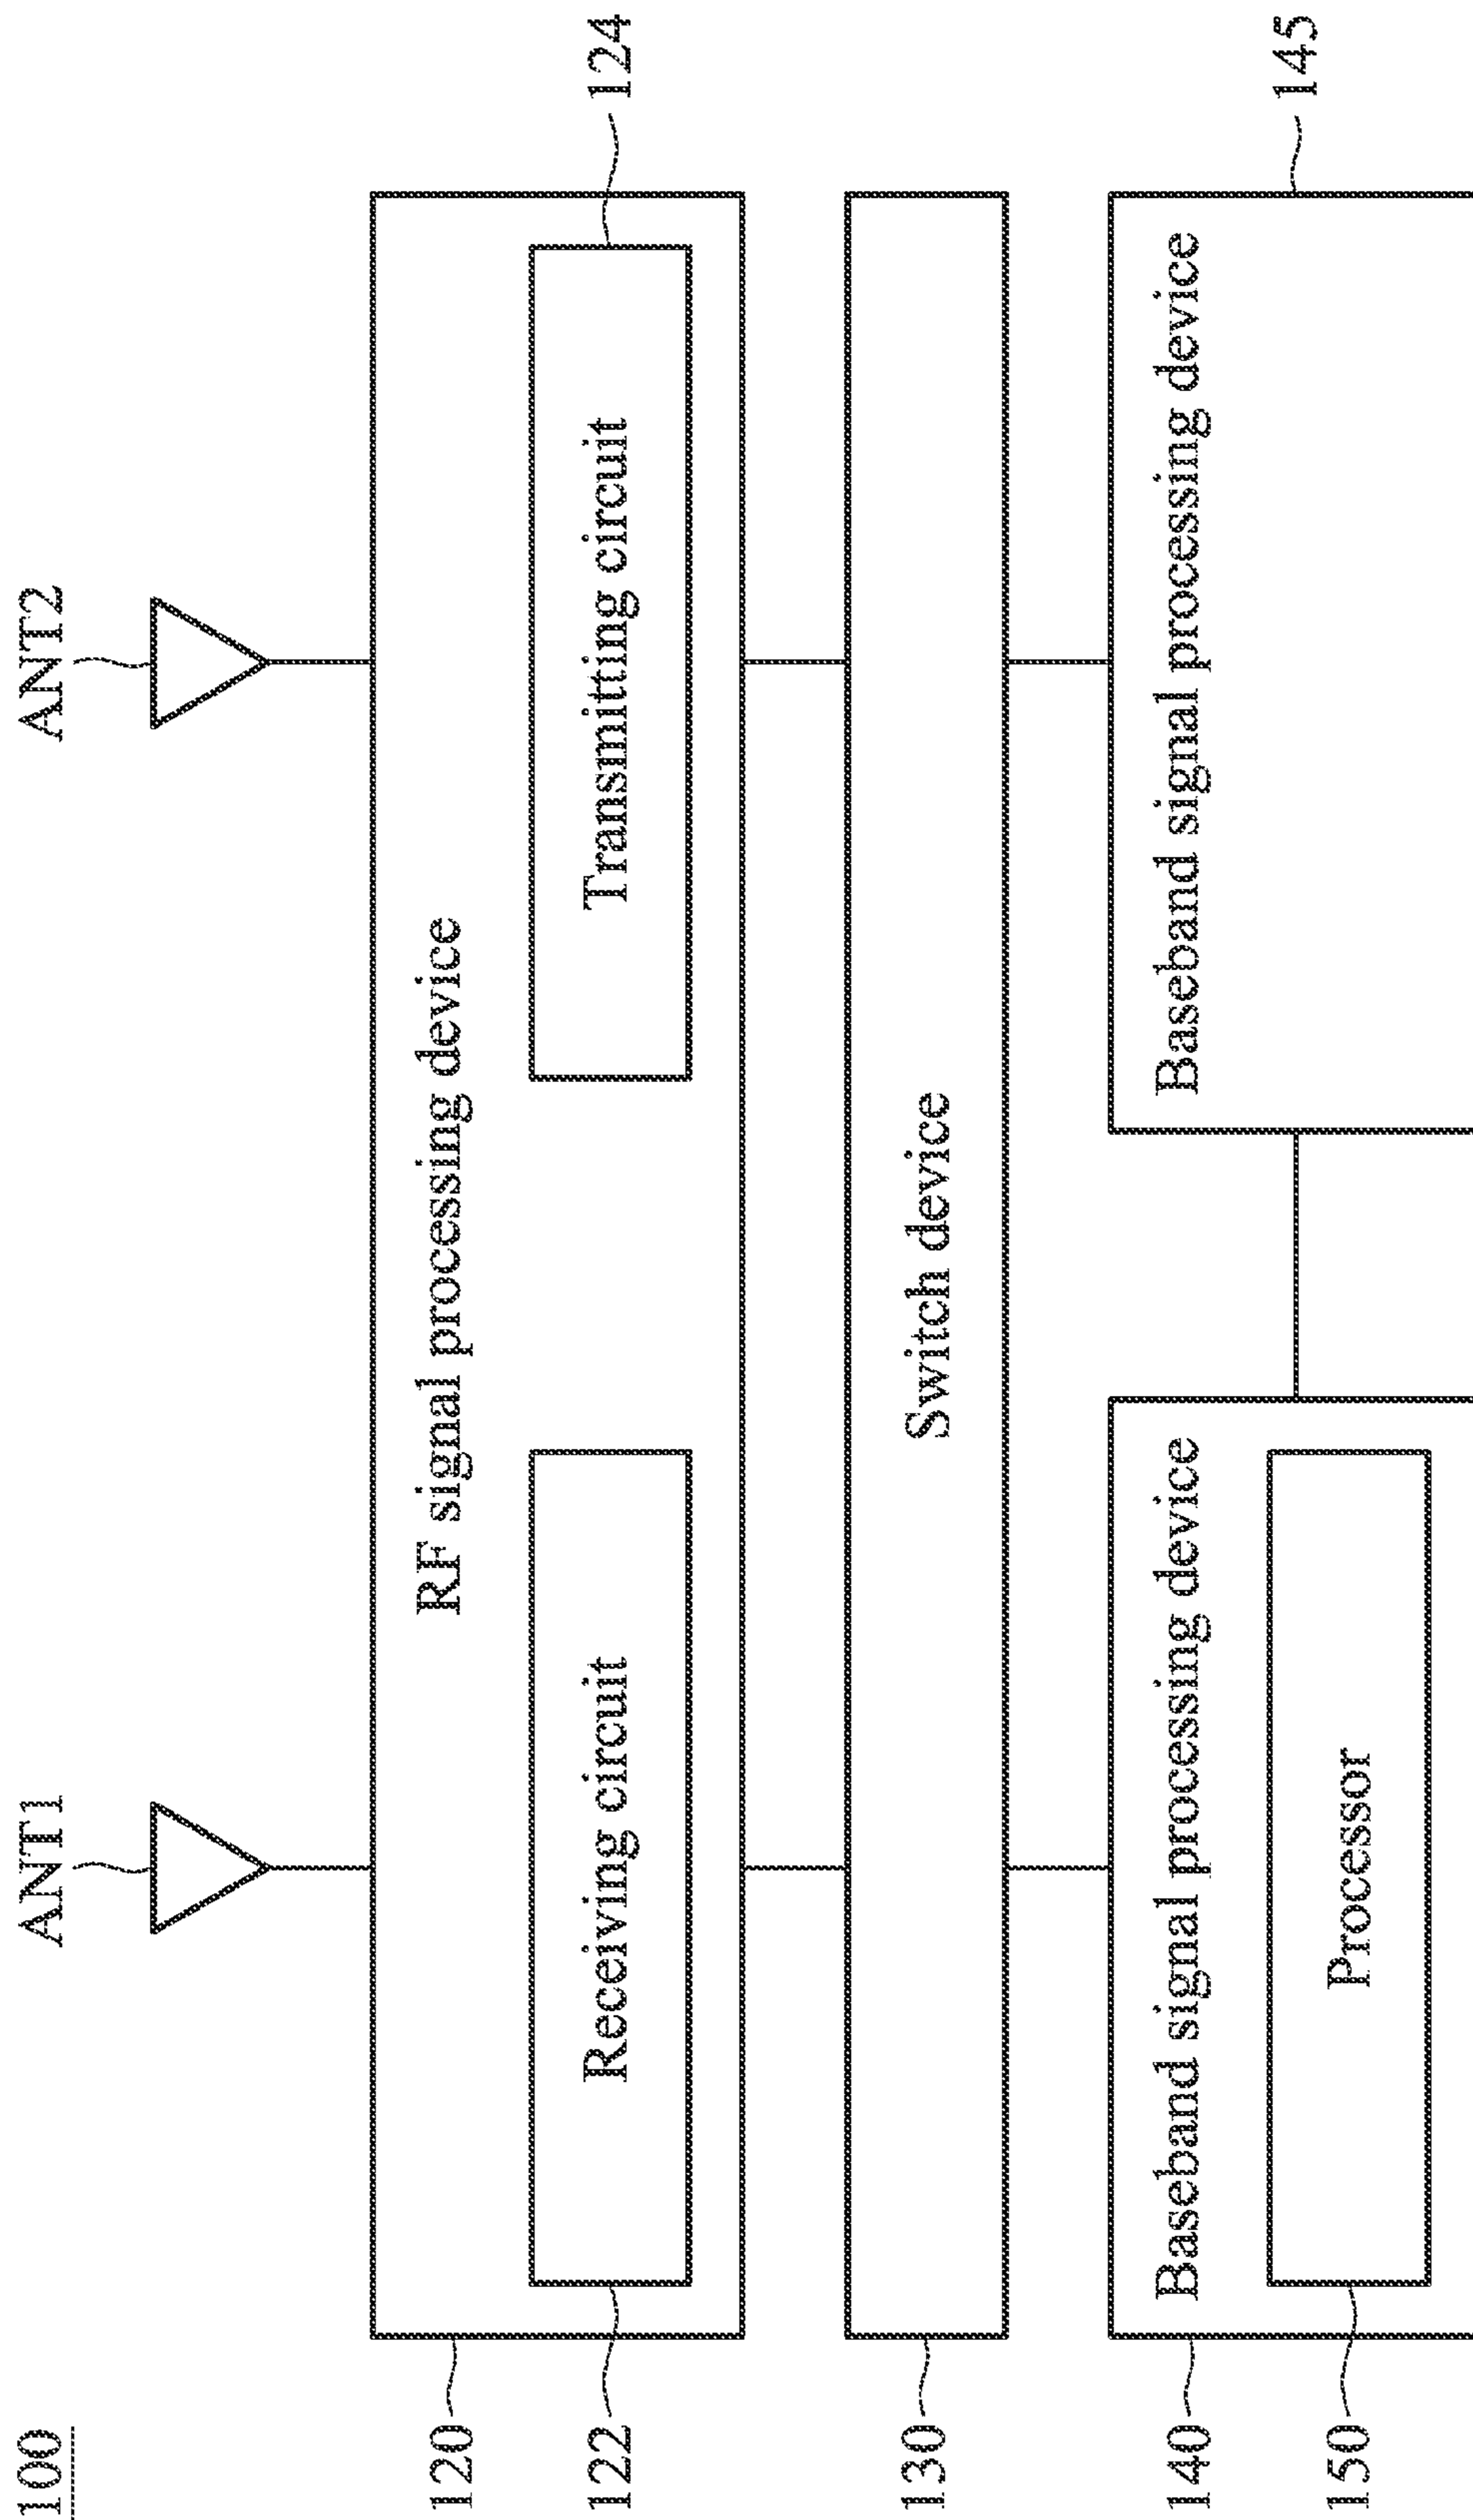 100
ANT1
ANT2
120
RF signal processing device
122
Receiving circuit
Transmitting circuit
124
130
Switch device
140
Baseband signal processing device
Baseband signal processing device
145
150
Processor